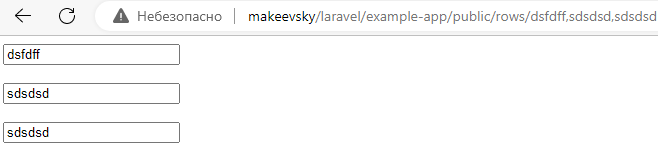 Небезопасно makeevsky/laravel/example-app/public/rows/dsfdff,sdsdsd,sdsdsd
dsfdff
sdsdsd
sdsdsd